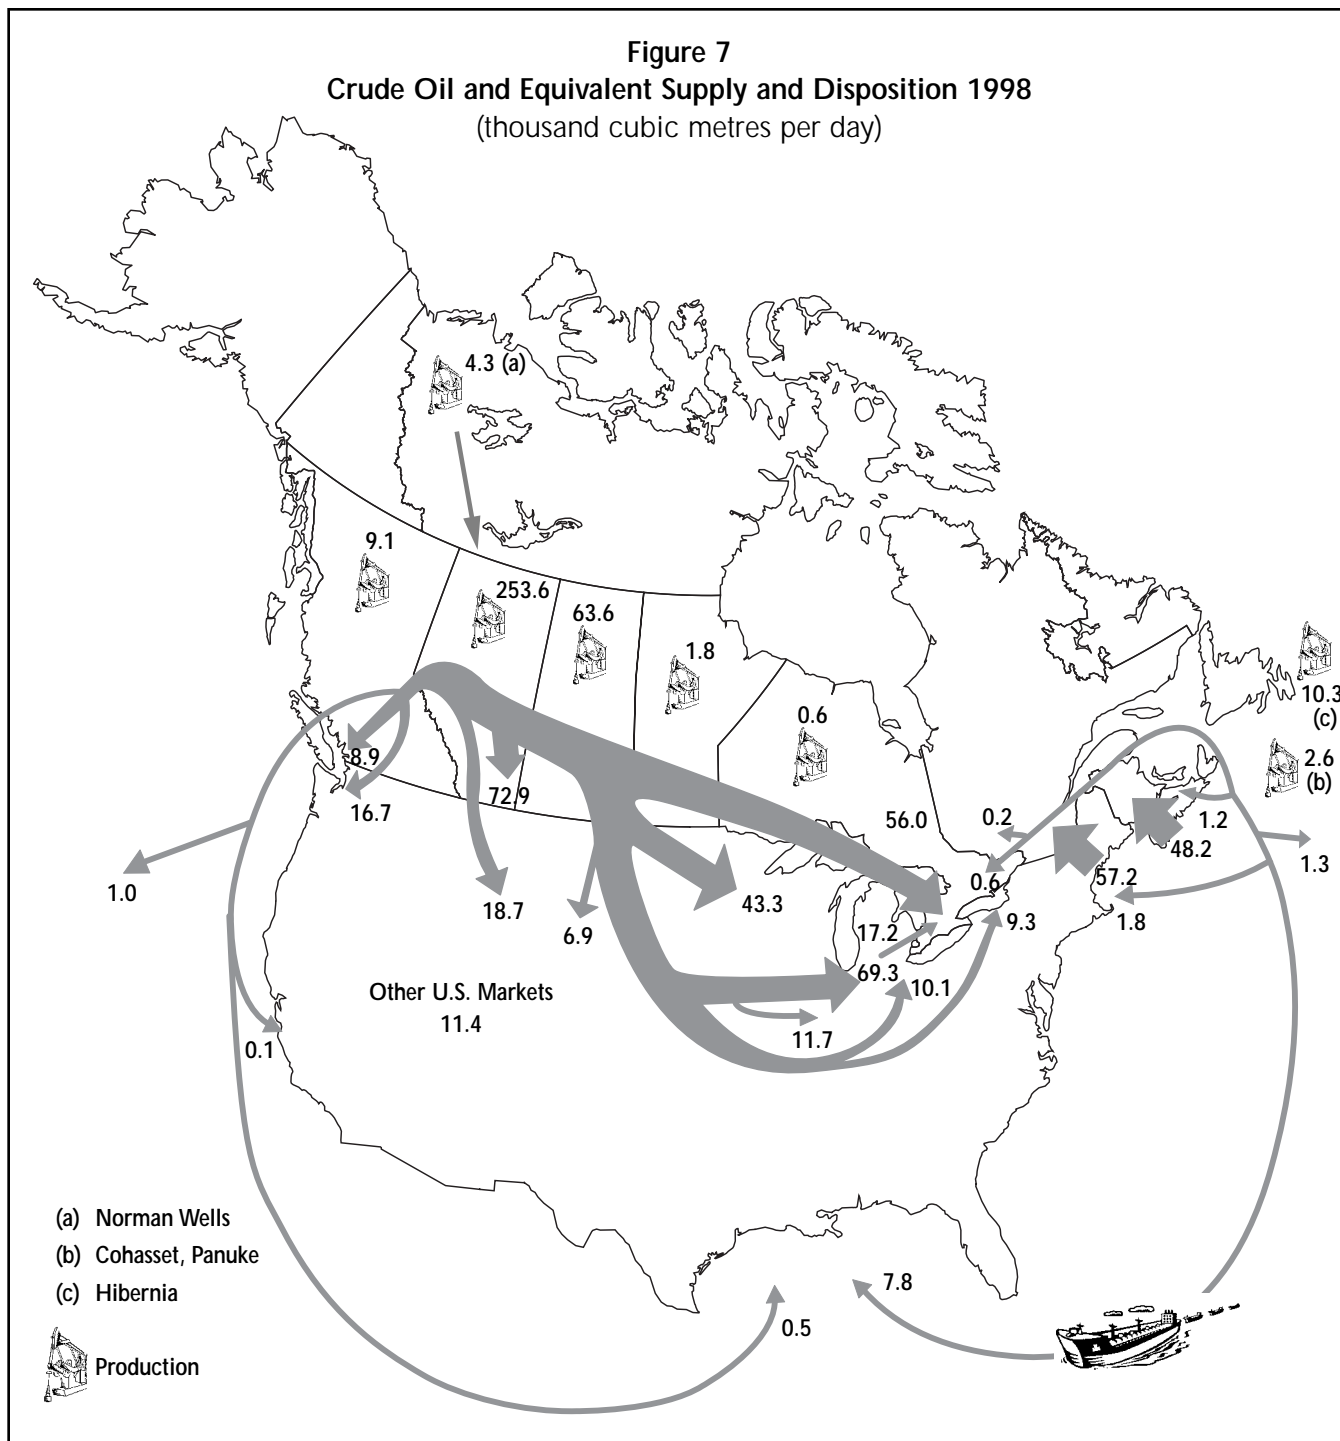 Figure 7
Crude Oil and Equivalent Supply and Disposition 1998
(thousand cubic metres per day)
4.3 (a)
9.1
253.6
63.6
1.8
0.6
10.3
(c)
2.6
(b)
8.9
16.7
72.9
56.0
0.2
1.2
48.2
1.3
57.2
0.6
1.8
1.0
18.7
6.9
43.3
9.3
17.2
69.3
10.1
Other U.S. Markets
11.4
11.7
0.1
(a) Norman Wells
(b) Cohasset, Panuke
(c) Hibernia
7.8
0.5
Production